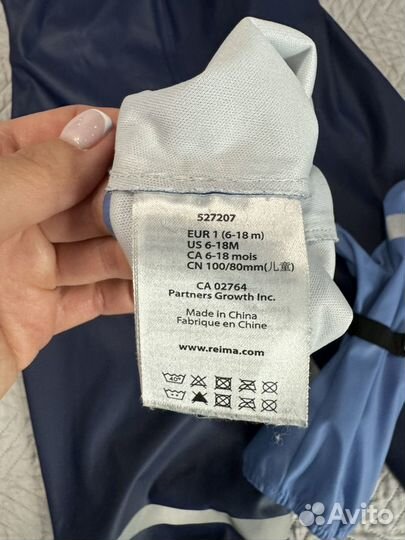 527207
EUR 1 (6-18 m)
US 6-18M
CA 6-18 mois
CN 100/80mm(儿童)
CA 02764
Partners Growth Inc.
Made in China
Fabrique en Chine
www.reima.com
40°
Avito